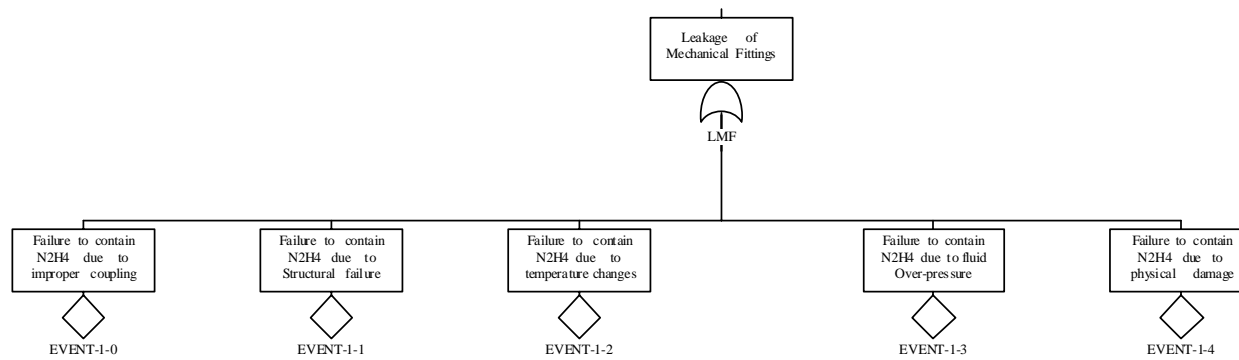 Leakage of
Mechanical Fittings
LMF
Failure to contain
N2H4 due to
improper coupling
Failure to contain
N2H4 due to
Structural failure
Failure to contain
N2H4 due to
temperature changes
Failure to contain
N2H4 due to fluid
Over-pressure
Failure to contain
N2H4 due to
physical damage
EVENT-1-0
EVENT-1-1
EVENT-1-2
EVENT-1-3
EVENT-1-4